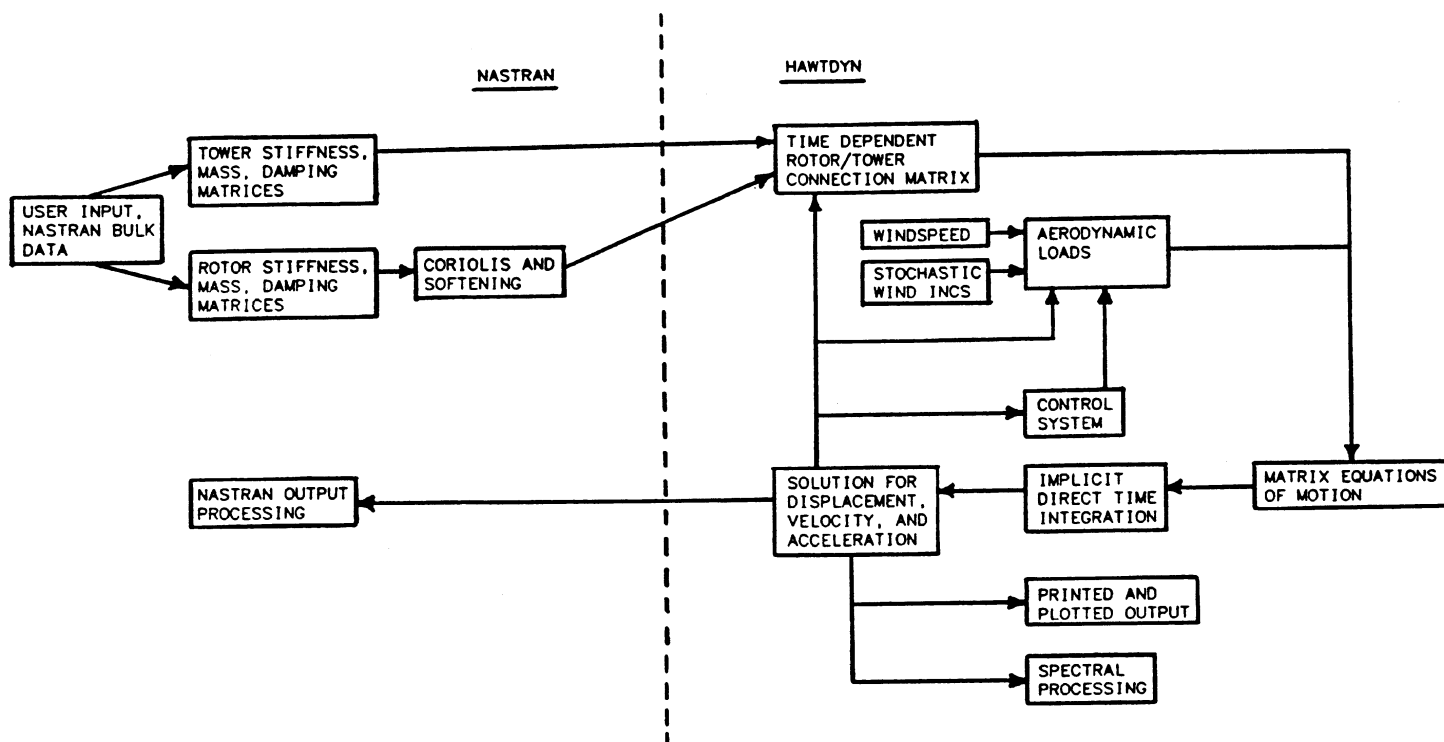 NASTRAN
HAWTDYN
USER INPUT,
NASTRAN BULK
DATA
TOWER STIFFNESS,
MASS, DAMPING
MATRICES
ROTOR STIFFNESS,
MASS, DAMPING
MATRICES
CORIOLIS AND
SOFTENING
TIME DEPENDENT
ROTOR/TOWER
CONNECTION MATRIX
WINDSPEED
STOCHASTIC
WIND INCS
AERODYNAMIC
LOADS
CONTROL
SYSTEM
MATRIX EQUATIONS
OF MOTION
IMPLICIT
DIRECT TIME
INTEGRATION
SOLUTION FOR
DISPLACEMENT,
VELOCITY, AND
ACCELERATION
NASTRAN OUTPUT
PROCESSING
PRINTED AND
PLOTTED OUTPUT
SPECTRAL
PROCESSING